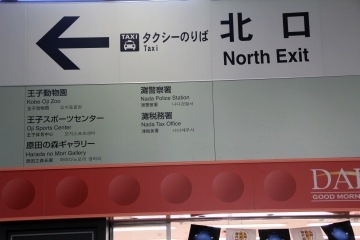 TAXI
タクシーのりば
Taxi
北口
North Exit
王子動物園
Kobe Oji Zoo
王子スポーツセンター
Oji Sports Center
原田の森ギャラリー
Harada no Mori Gallery
灘警察署
Nada Police Station
灘税務署
Nada Tax Office
GOOD MORN